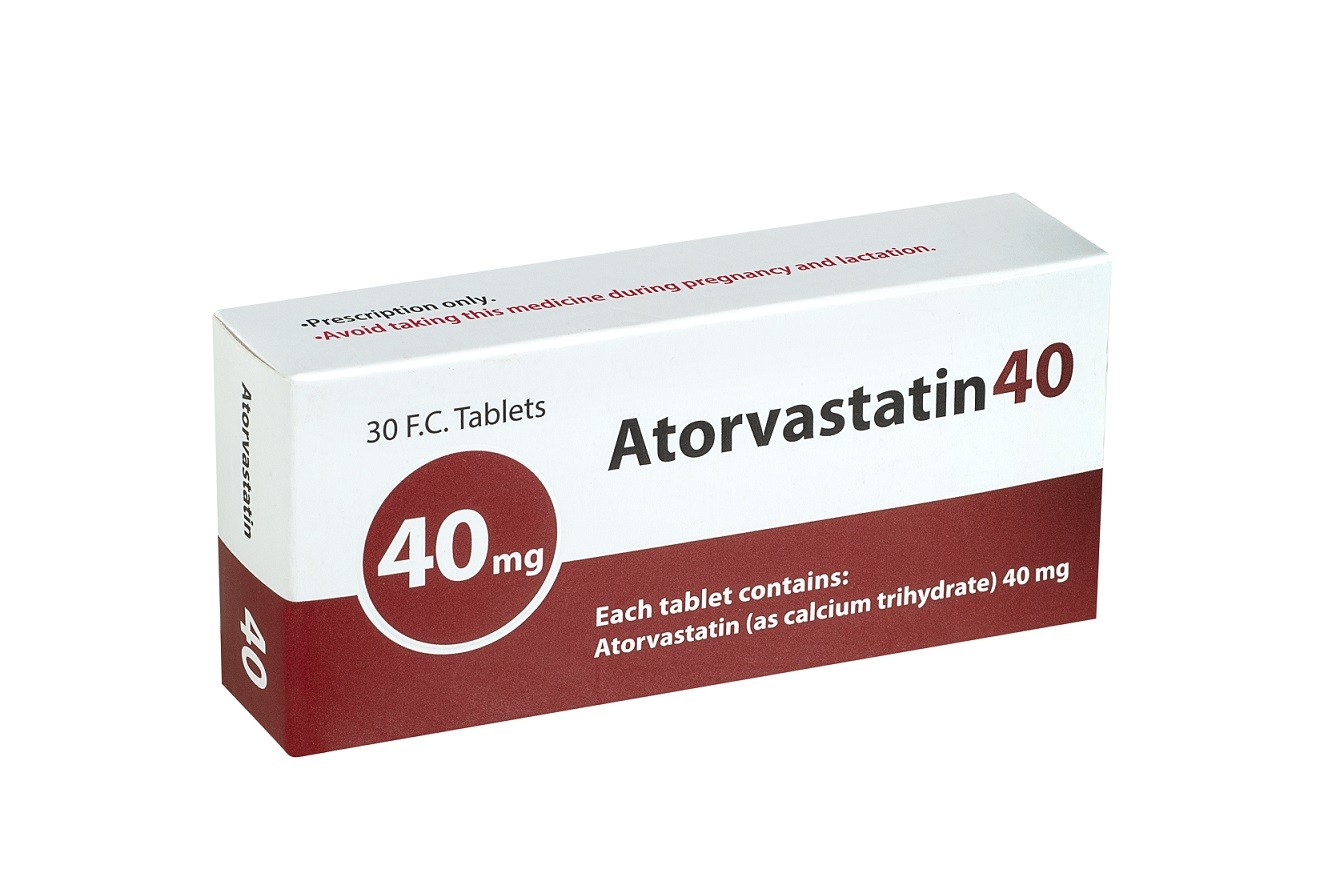 •Prescription only.
•Avoid taking this medicine during pregnancy and lactation.
30 F.C. Tablets
Atorvastatin40
40mg
Each tablet contains:
Atorvastatin (as calcium trihydrate) 40 mg
Atorvastatin
40